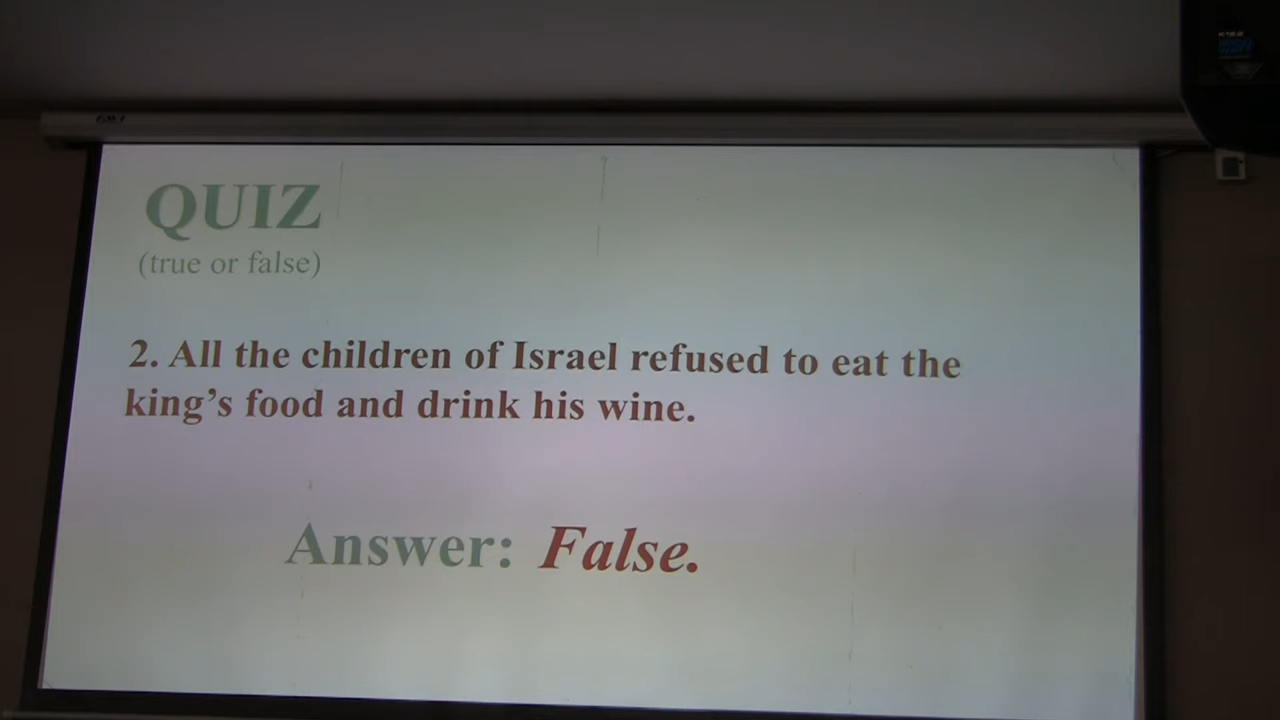 QUIZ
(true or false)
2. All the children of Israel refused to eat the
king's food and drink his wine.
Answer: False.